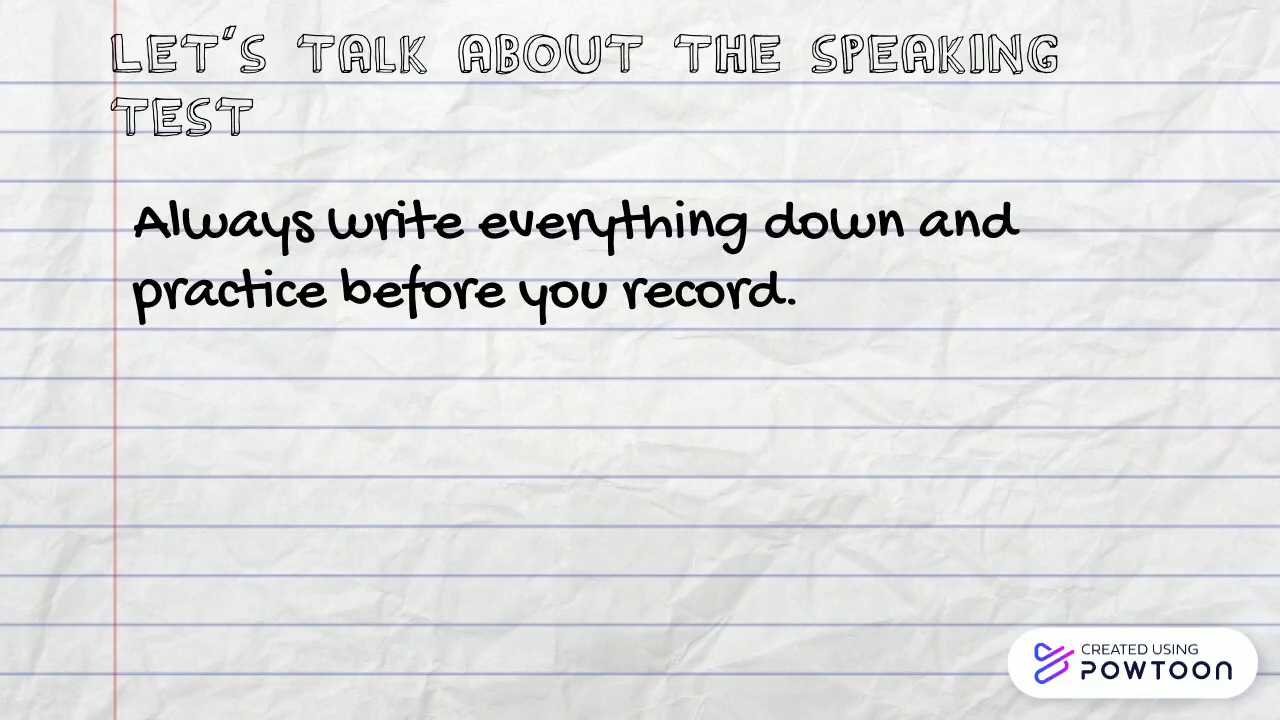 LET'S TALK ABOUT THE SPEAKING
TEST
Always write everything down and
practice before you record.
CREATED USING
POWTOON